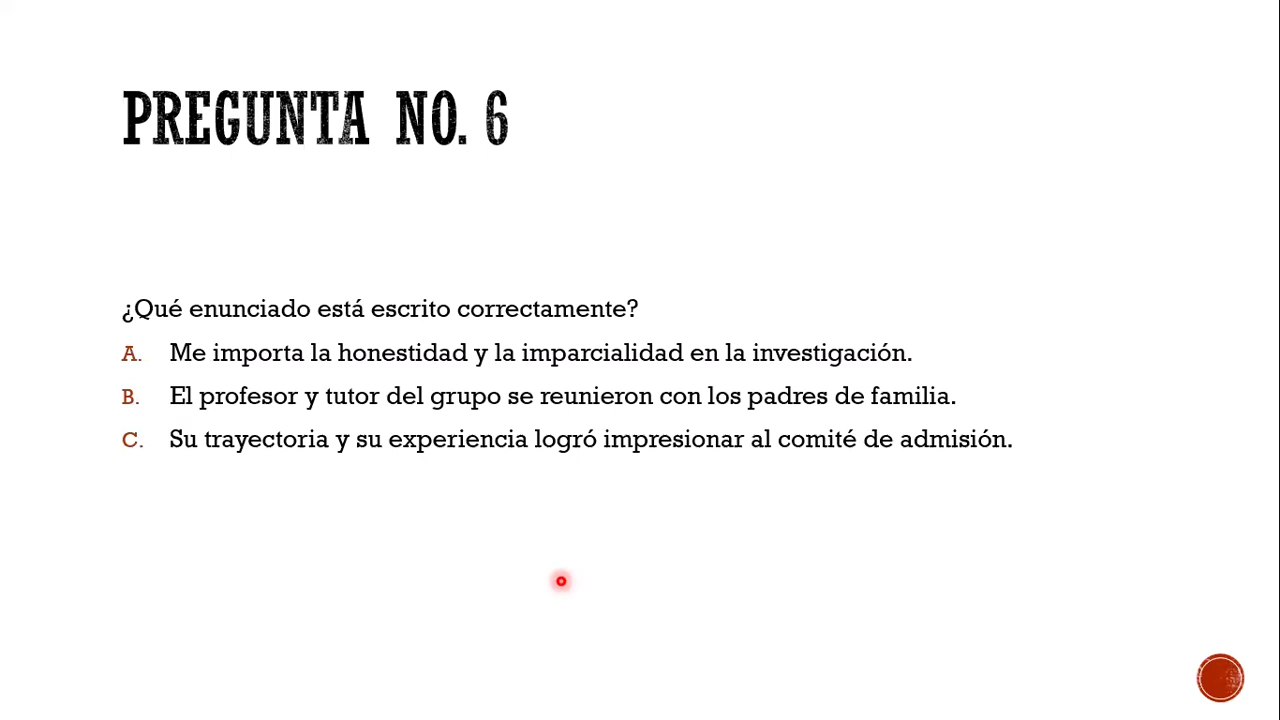 PREGUNTA NO. 6
¿Qué enunciado está escrito correctamente?
A. Me importa la honestidad y la imparcialidad en la investigación.
B. El profesor y tutor del grupo se reunieron con los padres de familia.
C. Su trayectoria y su experiencia logró impresionar al comité de admisión.